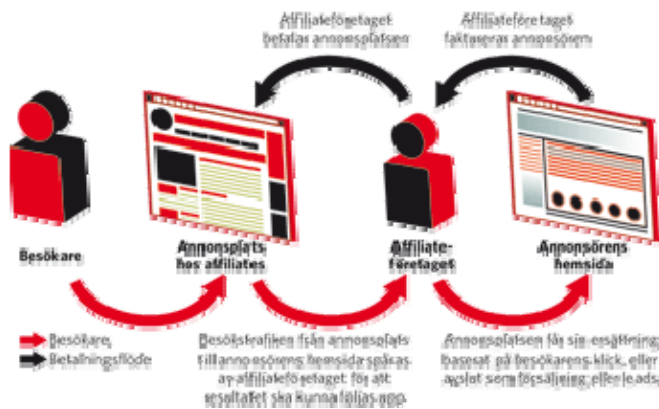 Affiliateföretaget
betalar annonsplatsen
Affiliateföretaget
fakturerar annonsören
Besökare
Annonsplats
hos affiliates
Affiliate-
företaget
Annonsörens
hemsida
Besökare
Betalningsflöde
Besökstrafiken från annonsplats
till annonsörens hemsida spåras
av affiliateföretaget för att
resultatet ska kunna följas upp.
Annonsplatsen får sin ersättning
baserat på besökarens klick, eller
avslut som försäljning eller leads.